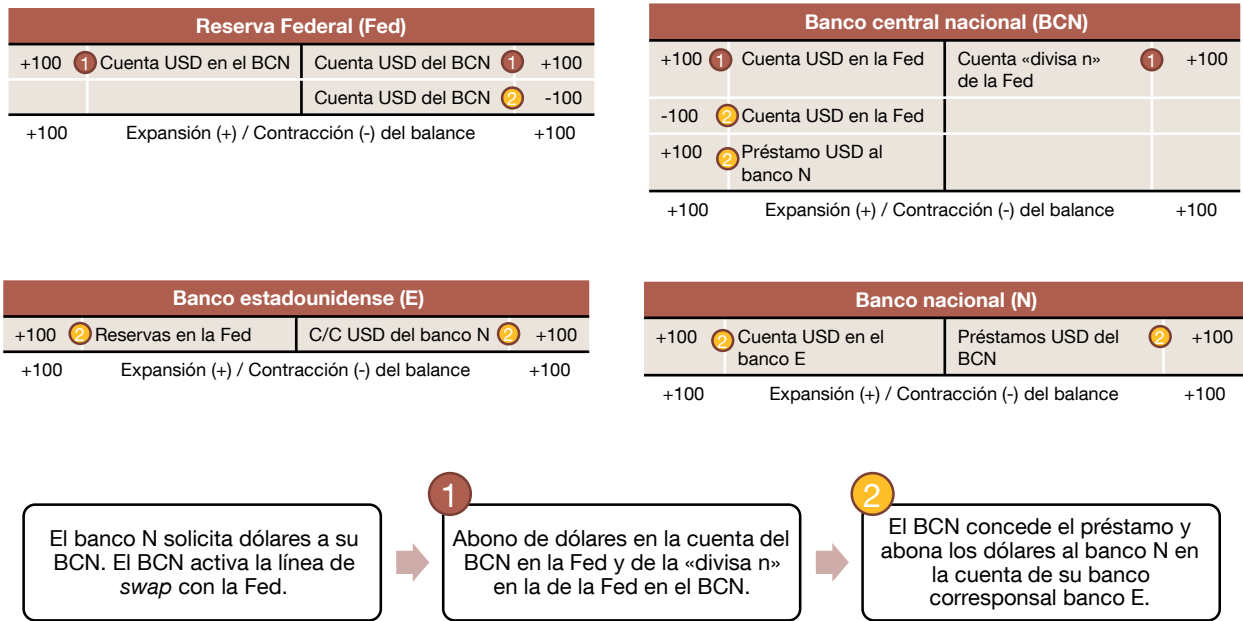 Reserva Federal (Fed)
+100 1 Cuenta USD en el BCN Cuenta USD del BCN 1 +100
Cuenta USD del BCN 2 -100
+100 Expansión (+) / Contracción (-) del balance +100
Banco central nacional (BCN)
+100 1 Cuenta USD en la Fed Cuenta «divisa n» 1 +100
de la Fed
-100 2 Cuenta USD en la Fed
+100 2 Préstamo USD al
banco N
+100 Expansión (+) / Contracción (-) del balance +100
Banco estadounidense (E)
+100 2 Reservas en la Fed C/C USD del banco N 2 +100
+100 Expansión (+) / Contracción (-) del balance +100
Banco nacional (N)
+100 2 Cuenta USD en el Préstamos USD del 2 +100
banco E BCN
+100 Expansión (+) / Contracción (-) del balance +100
El banco N solicita dólares a su
BCN. El BCN activa la línea de
swap con la Fed.
1
Abono de dólares en la cuenta del
BCN en la Fed y de la «divisa n»
en la de la Fed en el BCN.
2
El BCN concede el préstamo y
abona los dólares al banco N en
la cuenta de su banco
corresponsal banco E.